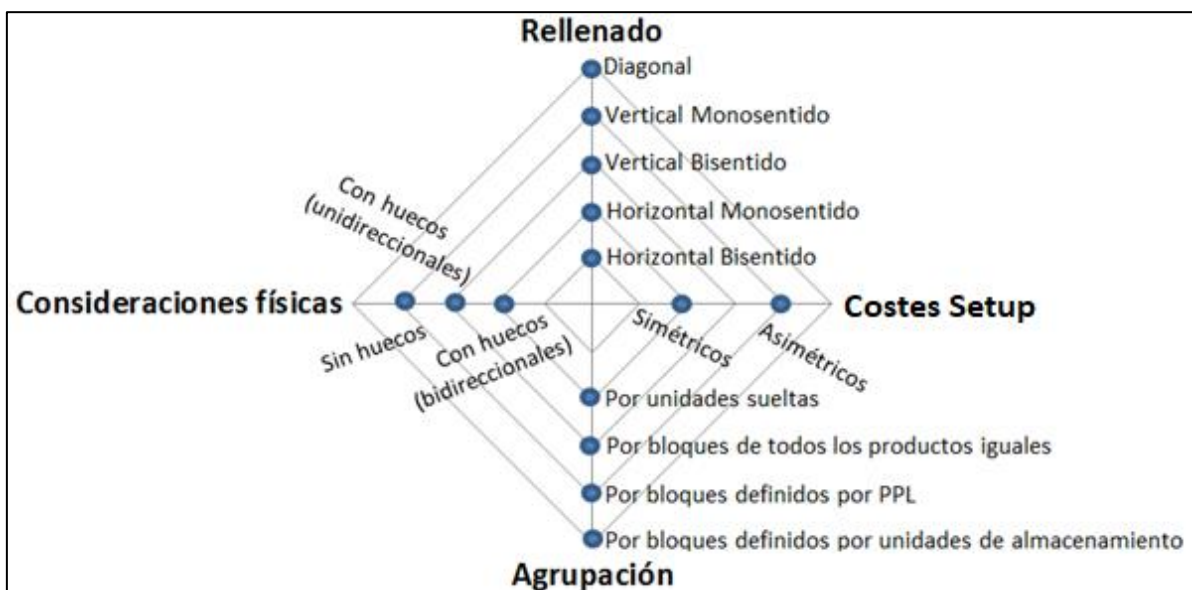 Rellenado
Diagonal
Vertical Monosentido
Vertical Bisentido
Horizontal Monosentido
Horizontal Bisentido
Con huecos
(unidireccionales)
Consideraciones físicas
Sin huecos
Con huecos
(bidireccionales)
Simétricos
Asimétricos
Costes Setup
Por unidades sueltas
Por bloques de todos los productos iguales
Por bloques definidos por PPL
Por bloques definidos por unidades de almacenamiento
Agrupación